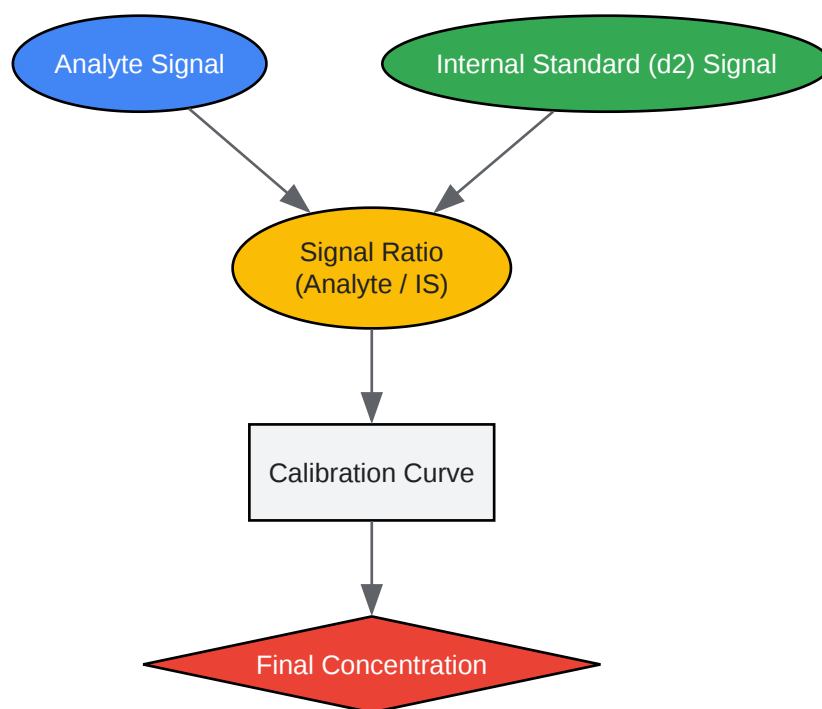 Analyte Signal
Internal Standard (d2) Signal
Signal Ratio
(Analyte / IS)
Calibration Curve
Final Concentration